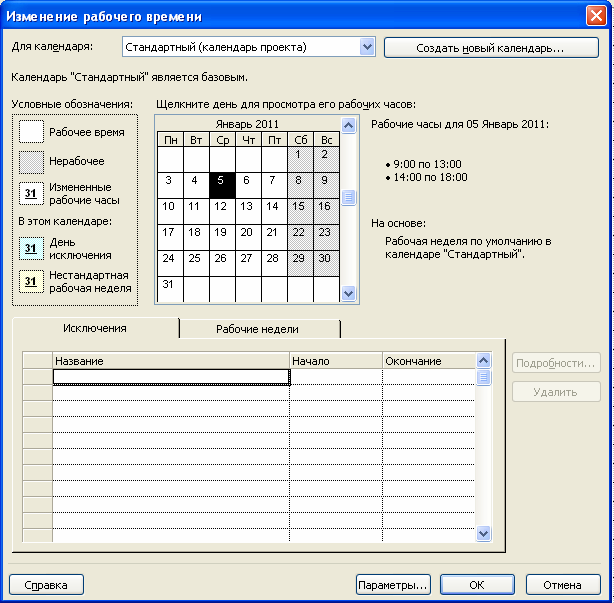 Изменение рабочего времени
Для календаря: Стандартный (календарь проекта) Создать новый календарь...
Календарь "Стандартный" является базовым.
Условные обозначения:
Рабочее время
Нерабочее
31 Измененные
рабочие часы
В этом календаре:
31 День
исключения
31 Нестандартная
рабочая неделя
Щелкните день для просмотра его рабочих часов:
Январь 2011
Пн Вт Ср Чт Пт Сб Вс
1 2
3 4 5 6 7 8 9
10 11 12 13 14 15 16
17 18 19 20 21 22 23
24 25 26 27 28 29 30
31
Рабочие часы для 05 Январь 2011:
• 9:00 по 13:00
• 14:00 по 18:00
На основе:
Рабочая неделя по умолчанию в
календаре "Стандартный".
Исключения Рабочие недели
Название Начало Окончание
Подробности...
Удалить
Справка Параметры... ОК Отмена